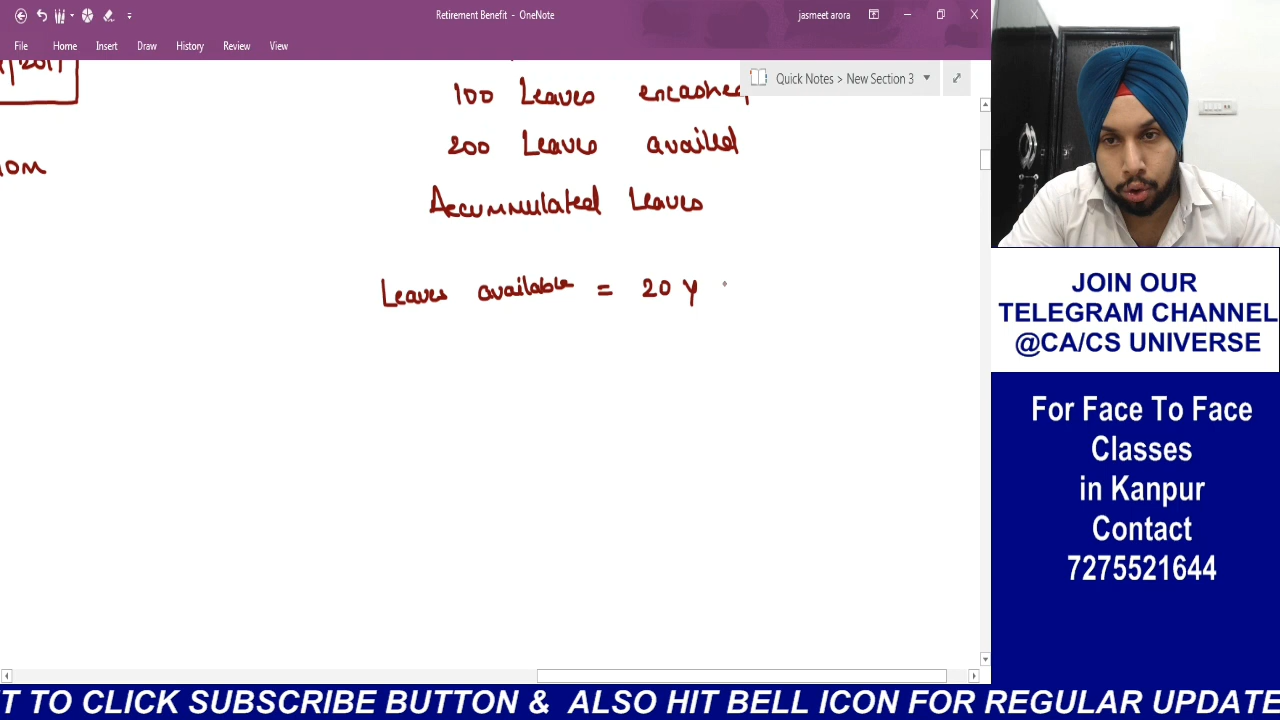 Retirement Benefit - OneNote
jasmeet arora
File Home Insert Draw History Review View
Quick Notes > New Section 3
100 Leaves encashed
200 Leaves availed
Accumulated Leaves
Leaves available = 20 y
JOIN OUR
TELEGRAM CHANNEL
@CA/CS UNIVERSE
For Face To Face
Classes
in Kanpur
Contact
7275521644
T TO CLICK SUBSCRIBE BUTTON & ALSO HIT BELL ICON FOR REGULAR UPDATE